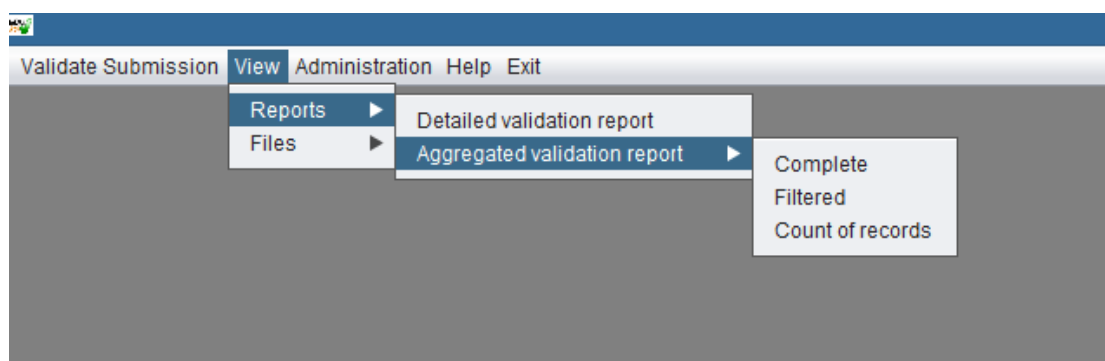 Validate Submission View Administration Help Exit
Reports
Files
Detailed validation report
Aggregated validation report
Complete
Filtered
Count of records